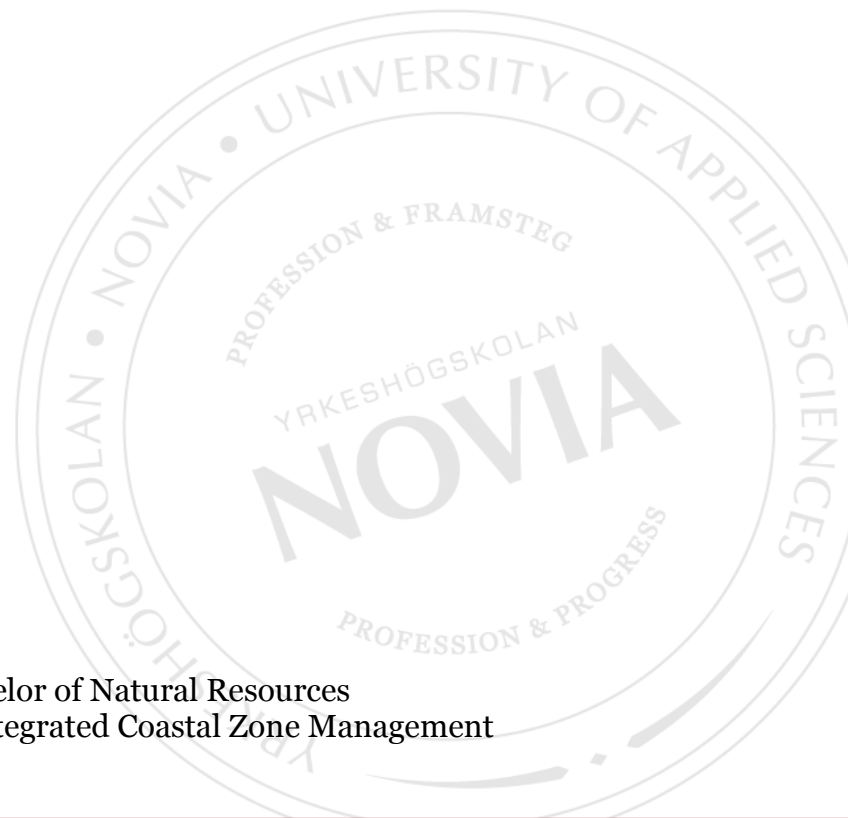 YRKESHÖGSKOLAN • NOVIA • UNIVERSITY OF APPLIED SCIENCES
PROFESSION & FRAMSTEG
YRKESHÖGSKOLAN
NOVIA
PROFESSION & PROGRESS
of Natural Resources
Coastal Zone Management